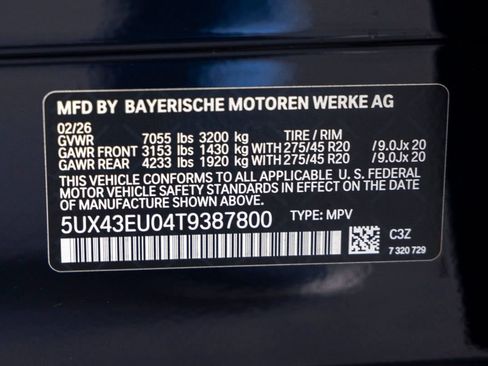 MFD BY BAYERISCHE MOTOREN WERKE AG
02/26
GVWR 7055 lbs 3200 kg TIRE / RIM
GAWR FRONT 3153 lbs 1430 kg WITH 275/45 R20 /9.0Jx 20
GAWR REAR 4233 lbs 1920 kg WITH 275/45 R20 /9.0Jx 20
THIS VEHICLE CONFORMS TO ALL APPLICABLE U. S. FEDERAL
MOTOR VEHICLE SAFETY STANDARDS IN EFFECT ON THE DATE
OF MANUFACTURE SHOWN ABOVE.
5UX43EU04T9387800 TYPE: MPV
C3Z
7 320 729